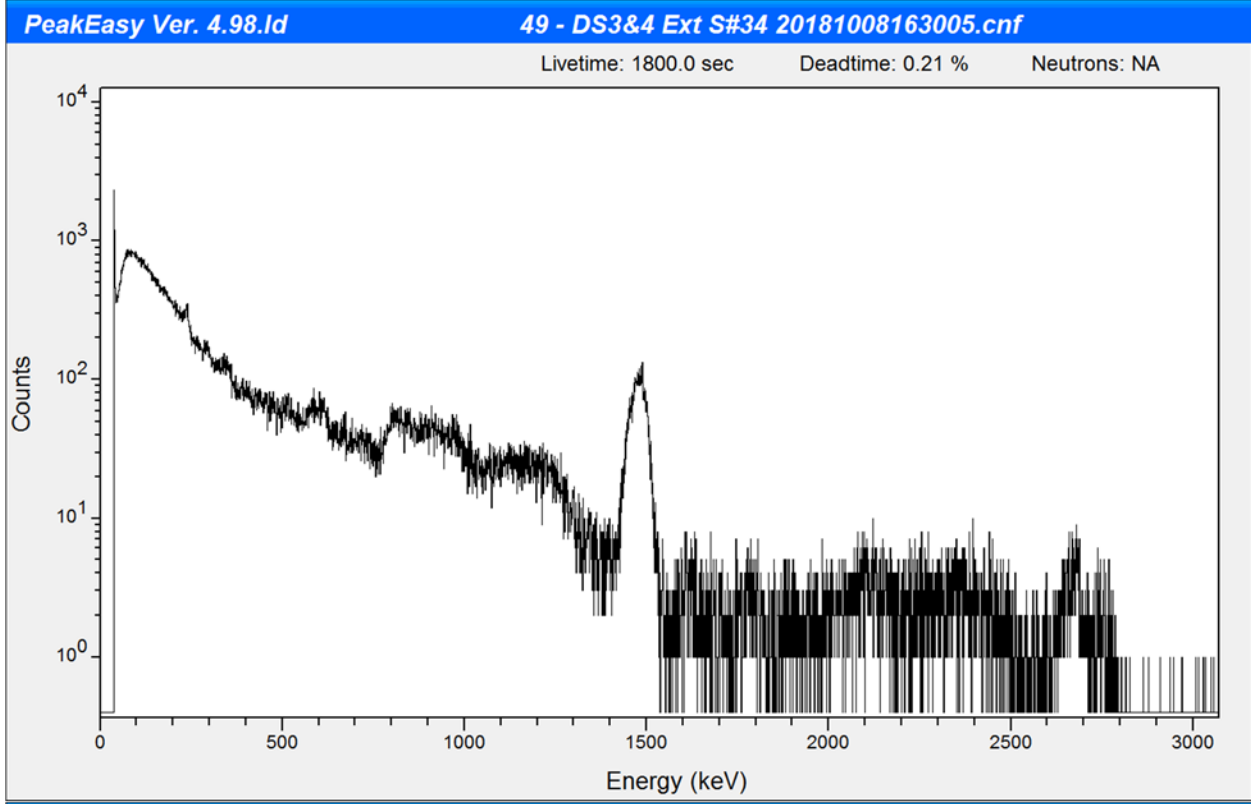 PeakEasy Ver. 4.98.ld 49 - DS3&4 Ext S#34 20181008163005.cnf
Livetime: 1800.0 sec Deadtime: 0.21 % Neutrons: NA
10^4
10^3
10^2
10^1
10^0
Counts
0 500 1000 1500 2000 2500 3000
Energy (keV)